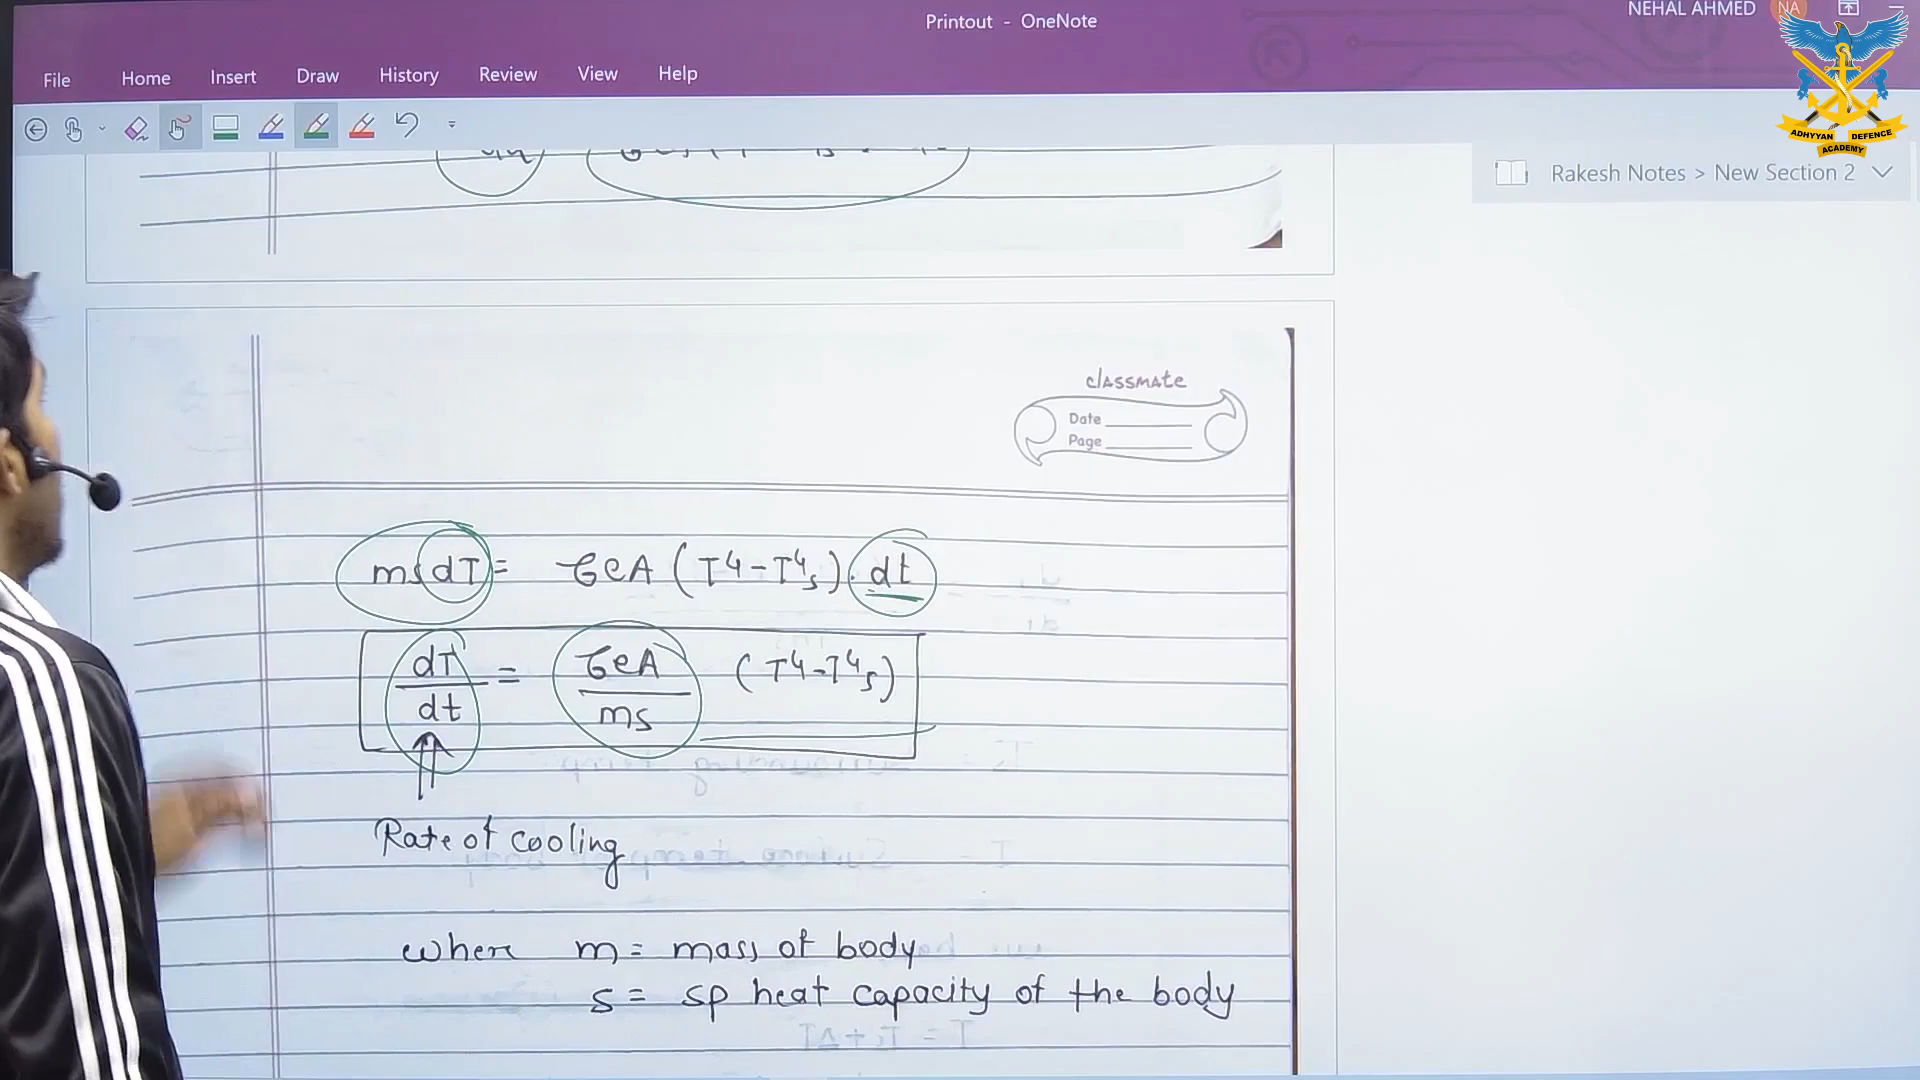 Printout - OneNote
NEHAL AHMED NA
File Home Insert Draw History Review View Help
ADHYYAN DEFENCE
ACADEMY
Rakesh Notes > New Section 2
classmate
Date
Page
msdT = σeA (T⁴-T⁴s). dt
dT/dt = σeA/ms (T⁴-T⁴s)
Rate of cooling
where m = mass of body
s = sp heat capacity of the body